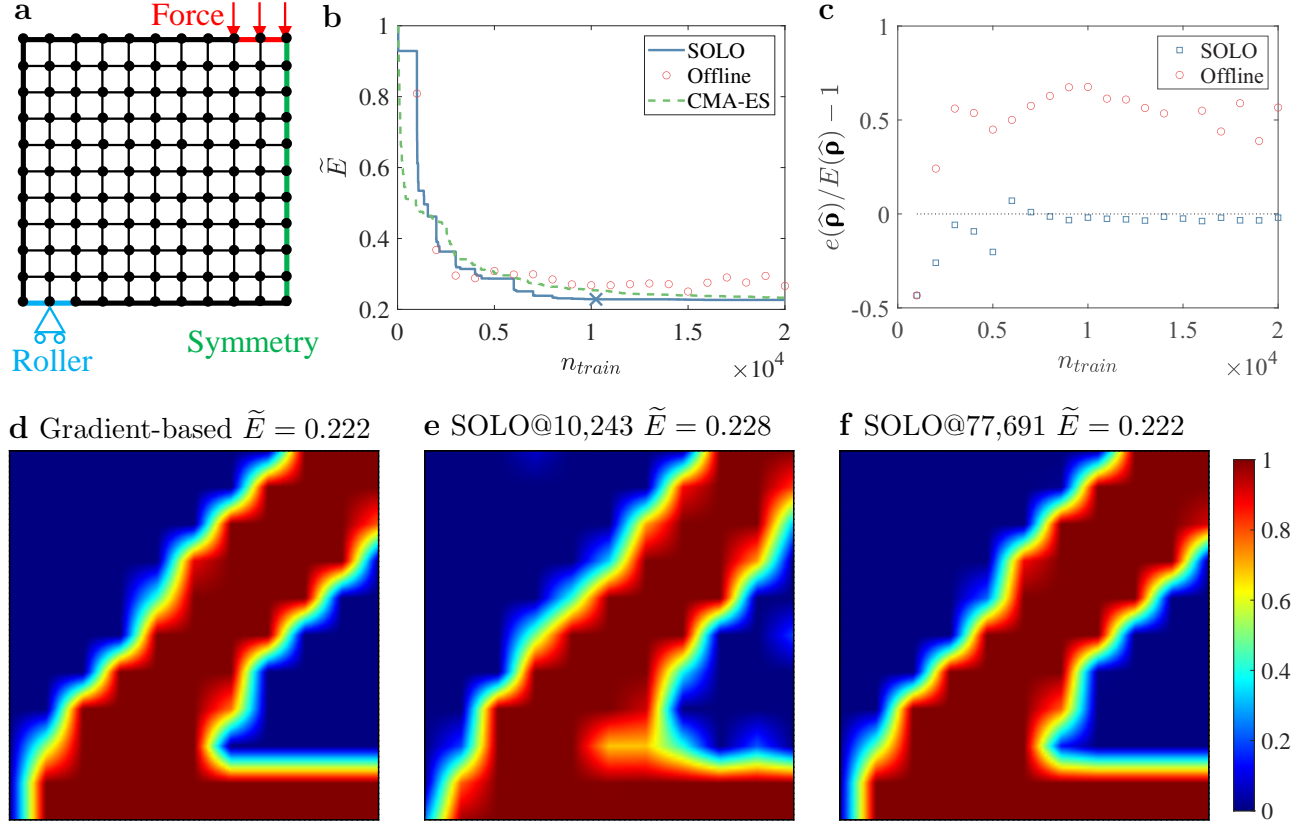 a
Force
Roller
Symmetry
b
SOLO
Offline
CMA-ES
1
0.8
0.6
0.4
0.2
Ẽ
0 0.5 1 1.5 2
n_train
×10^4
c
SOLO
Offline
1
0.5
0
-0.5
e(ρ̂)/E(ρ̂) − 1
0 0.5 1 1.5 2
n_train
×10^4
d Gradient-based Ẽ = 0.222
e SOLO@10,243 Ẽ = 0.228
f SOLO@77,691 Ẽ = 0.222
1
0.8
0.6
0.4
0.2
0